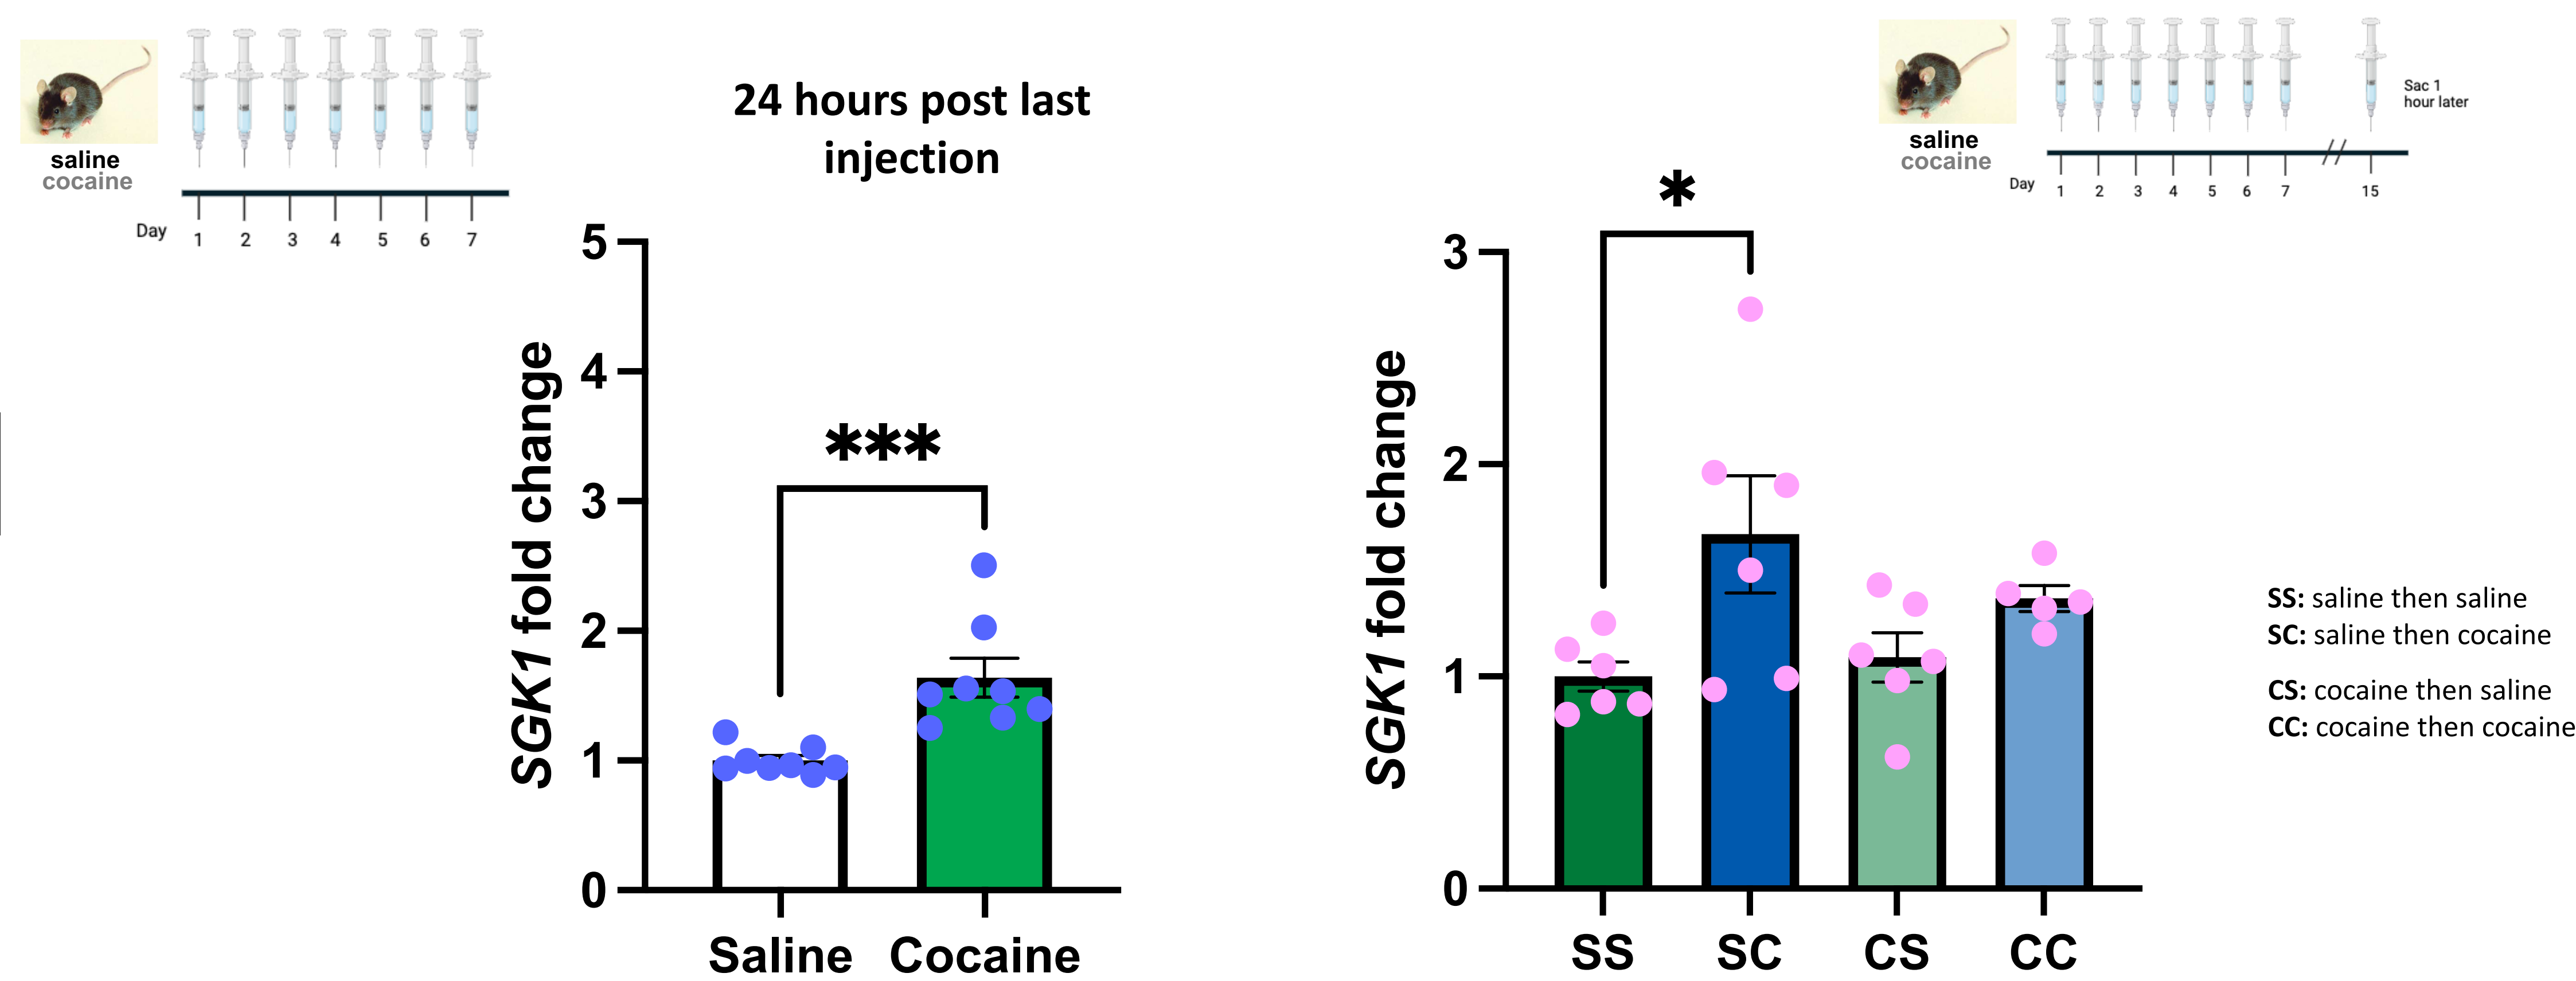 saline
cocaine
Day 1 2 3 4 5 6 7
24 hours post last
injection
SGK1 fold change
5
4
3
2
1
0
***
Saline Cocaine
saline
cocaine
Day 1 2 3 4 5 6 7 15
Sac 1
hour later
SGK1 fold change
3
2
1
0
*
SS SC CS CC
SS: saline then saline
SC: saline then cocaine
CS: cocaine then saline
CC: cocaine then cocaine